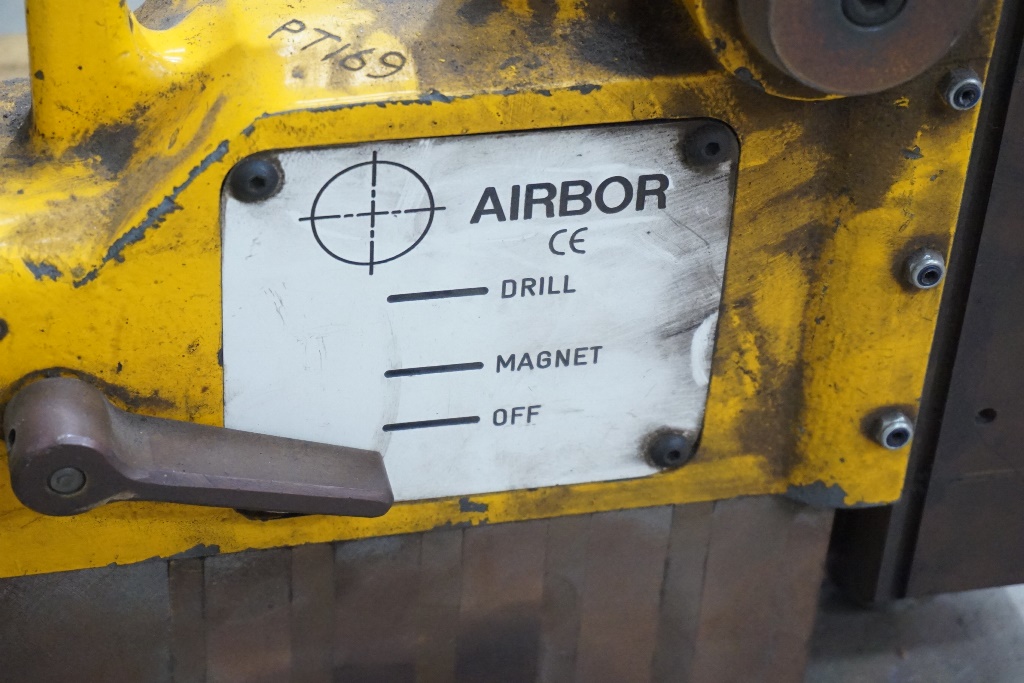 PT169
AIRBOR
CE
DRILL
MAGNET
OFF